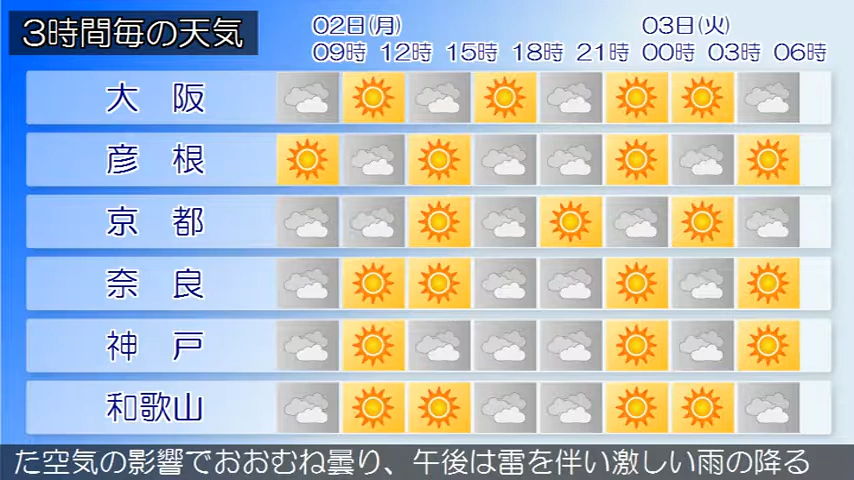 3時間毎の天気
02日(月) 03日(火)
09時 12時 15時 18時 21時 00時 03時 06時
大 阪
彦 根
京 都
奈 良
神 戸
和歌山
た空気の影響でおおむね曇り、午後は雷を伴い激しい雨の降る